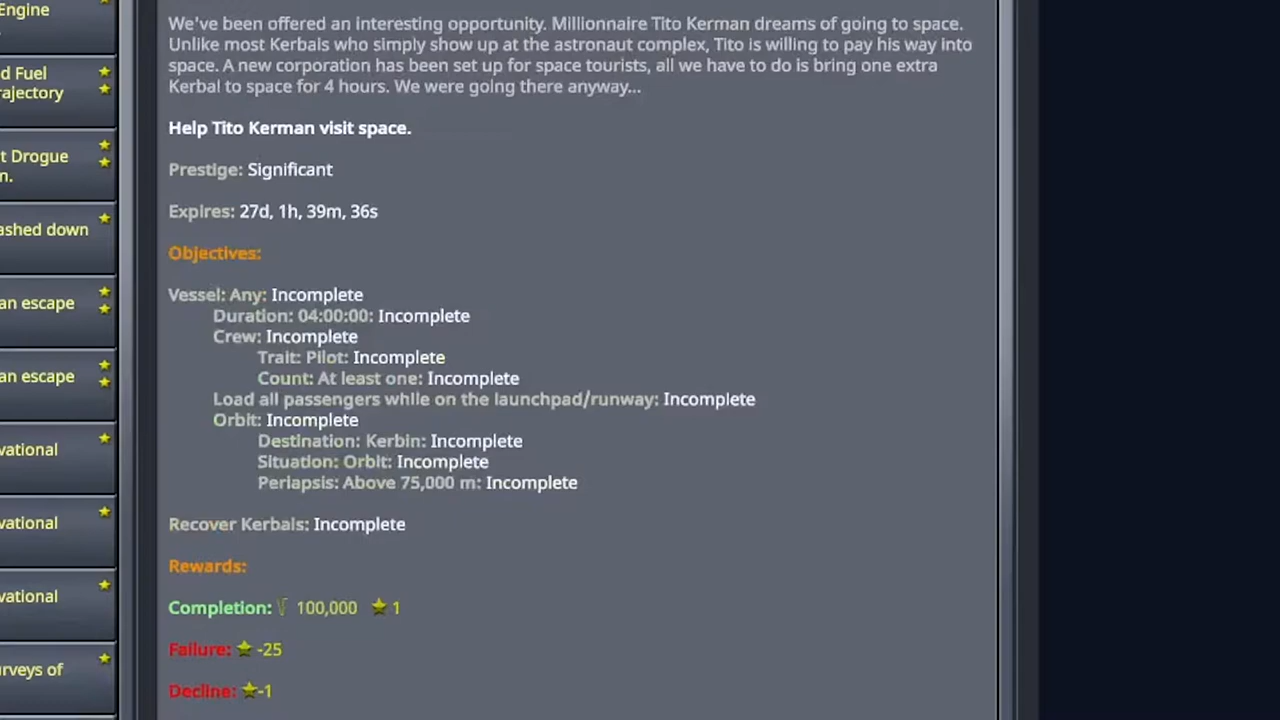 Engine
d Fuel
rajectory
t Drogue
n.
ashed down
an escape
an escape
vational
vational
vational
urveys of
We've been offered an interesting opportunity. Millionnaire Tito Kerman dreams of going to space.
Unlike most Kerbals who simply show up at the astronaut complex, Tito is willing to pay his way into
space. A new corporation has been set up for space tourists, all we have to do is bring one extra
Kerbal to space for 4 hours. We were going there anyway...
Help Tito Kerman visit space.
Prestige: Significant
Expires: 27d, 1h, 39m, 36s
Objectives:
Vessel: Any: Incomplete
Duration: 04:00:00: Incomplete
Crew: Incomplete
Trait: Pilot: Incomplete
Count: At least one: Incomplete
Load all passengers while on the launchpad/runway: Incomplete
Orbit: Incomplete
Destination: Kerbin: Incomplete
Situation: Orbit: Incomplete
Periapsis: Above 75,000 m: Incomplete
Recover Kerbals: Incomplete
Rewards:
Completion: 100,000 1
Failure: -25
Decline: -1